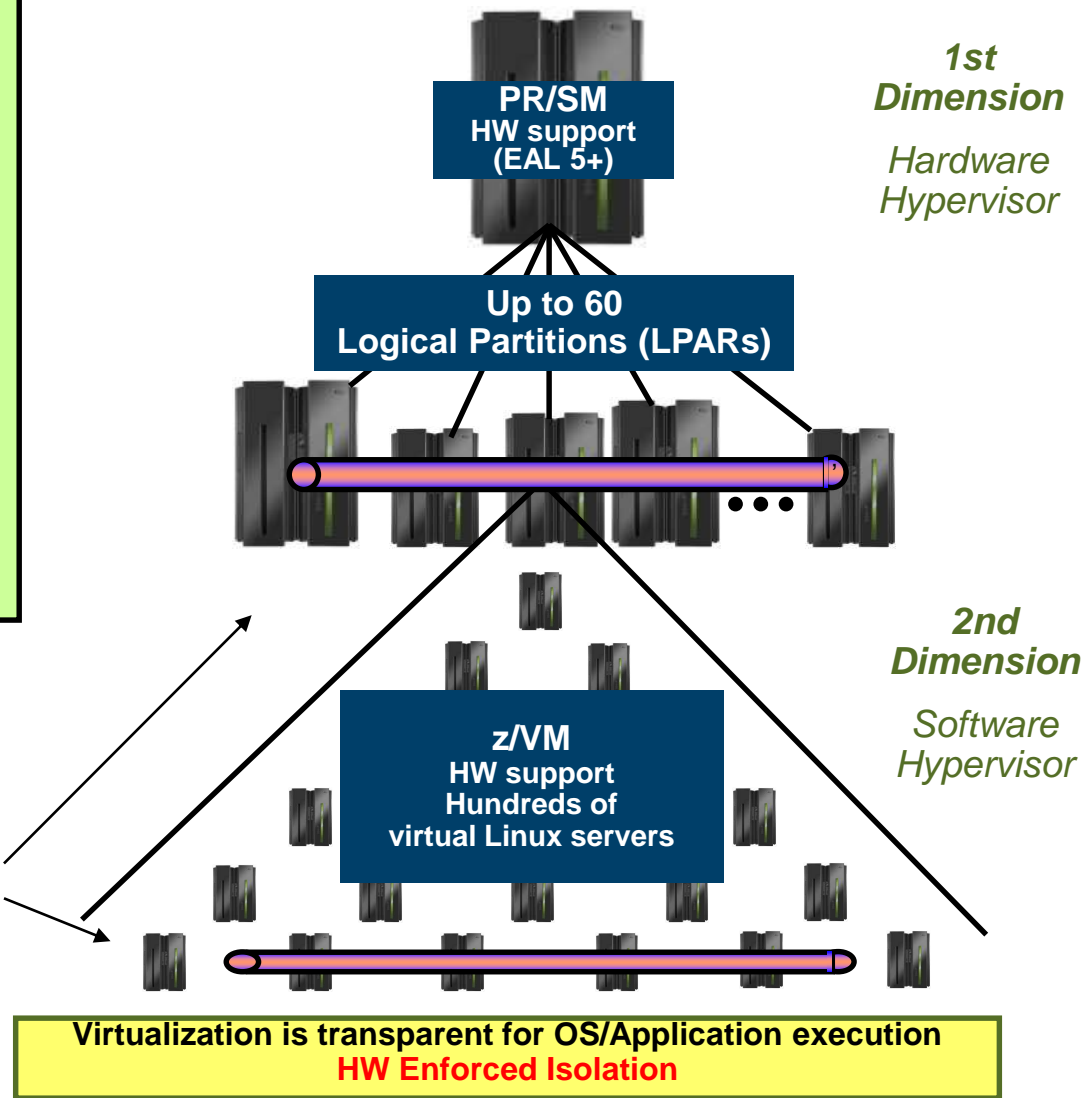 PR/SM
HW support
(EAL 5+)
1st
Dimension
Hardware
Hypervisor
Up to 60
Logical Partitions (LPARs)
2nd
Dimension
Software
Hypervisor
z/VM
HW support
Hundreds of
virtual Linux servers
Virtualization is transparent for OS/Application execution
HW Enforced Isolation